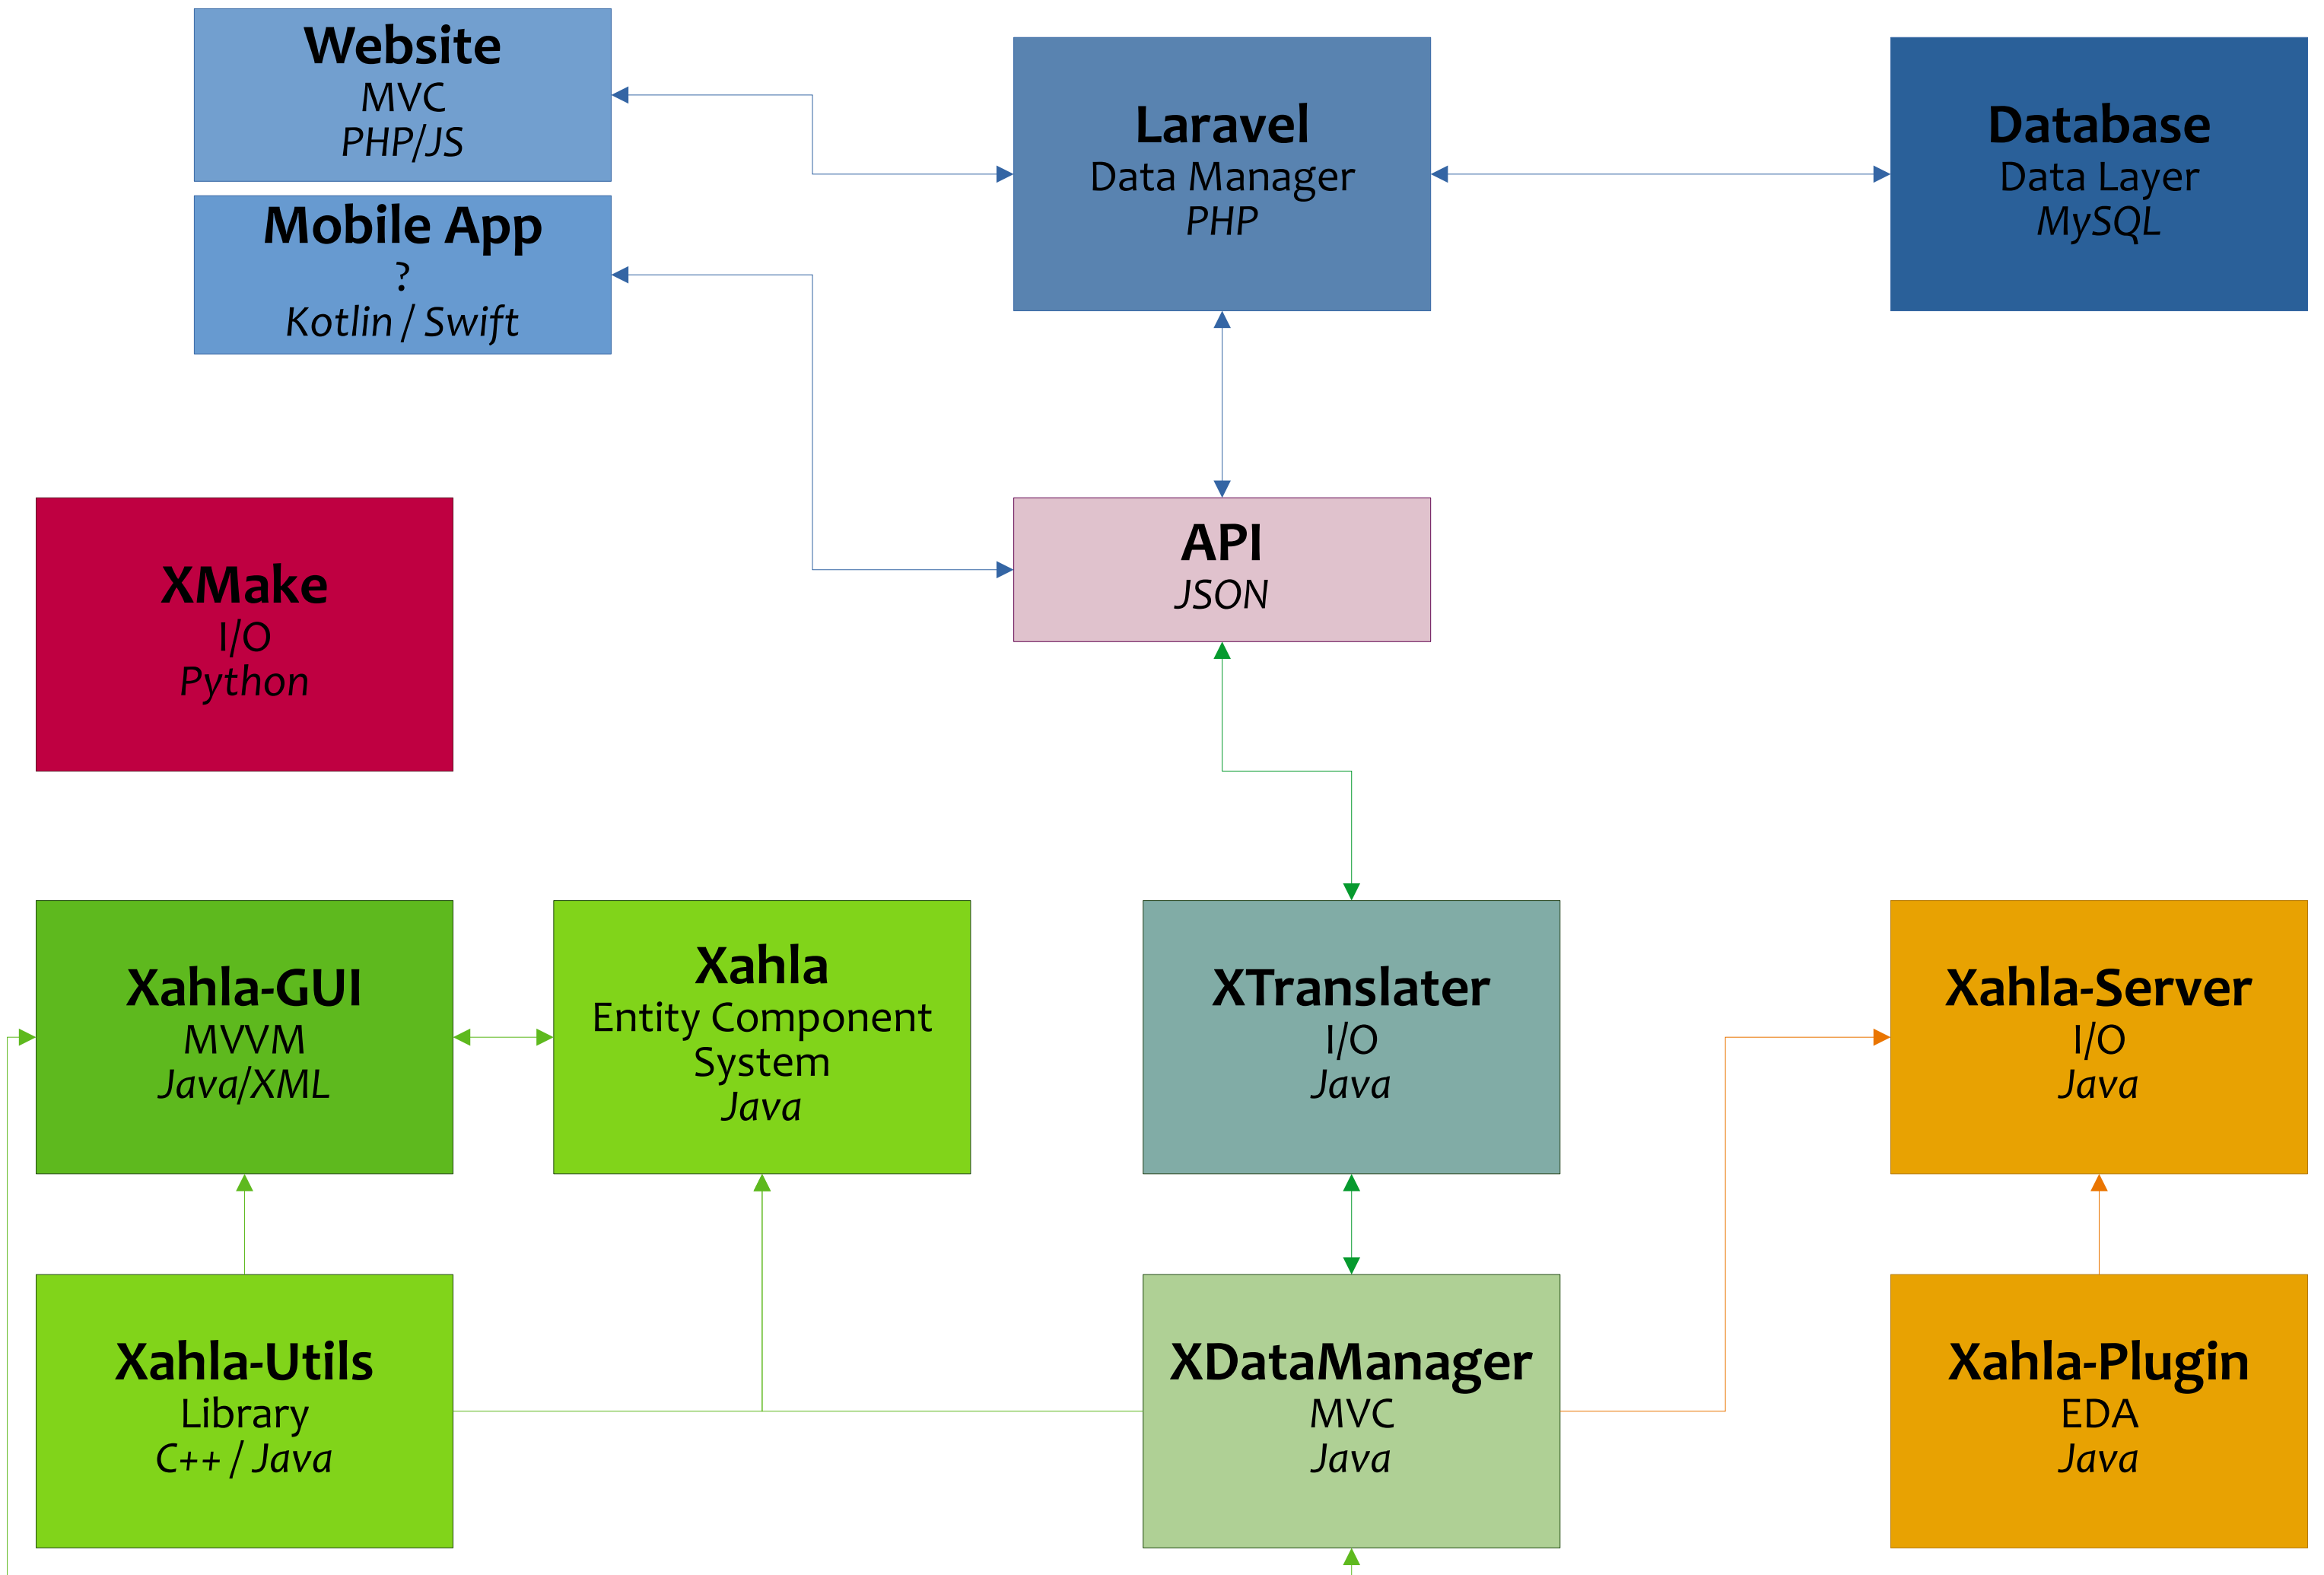 Website
MVC
PHP/JS
Mobile App
?
Kotlin / Swift
Laravel
Data Manager
PHP
Database
Data Layer
MySQL
XMake
I/O
Python
API
JSON
Xahla-GUI
MVVM
Java/XML
Xahla
Entity Component
System
Java
XTranslater
I/O
Java
Xahla-Server
I/O
Java
Xahla-Utils
Library
C++ / Java
XDataManager
MVC
Java
Xahla-Plugin
EDA
Java